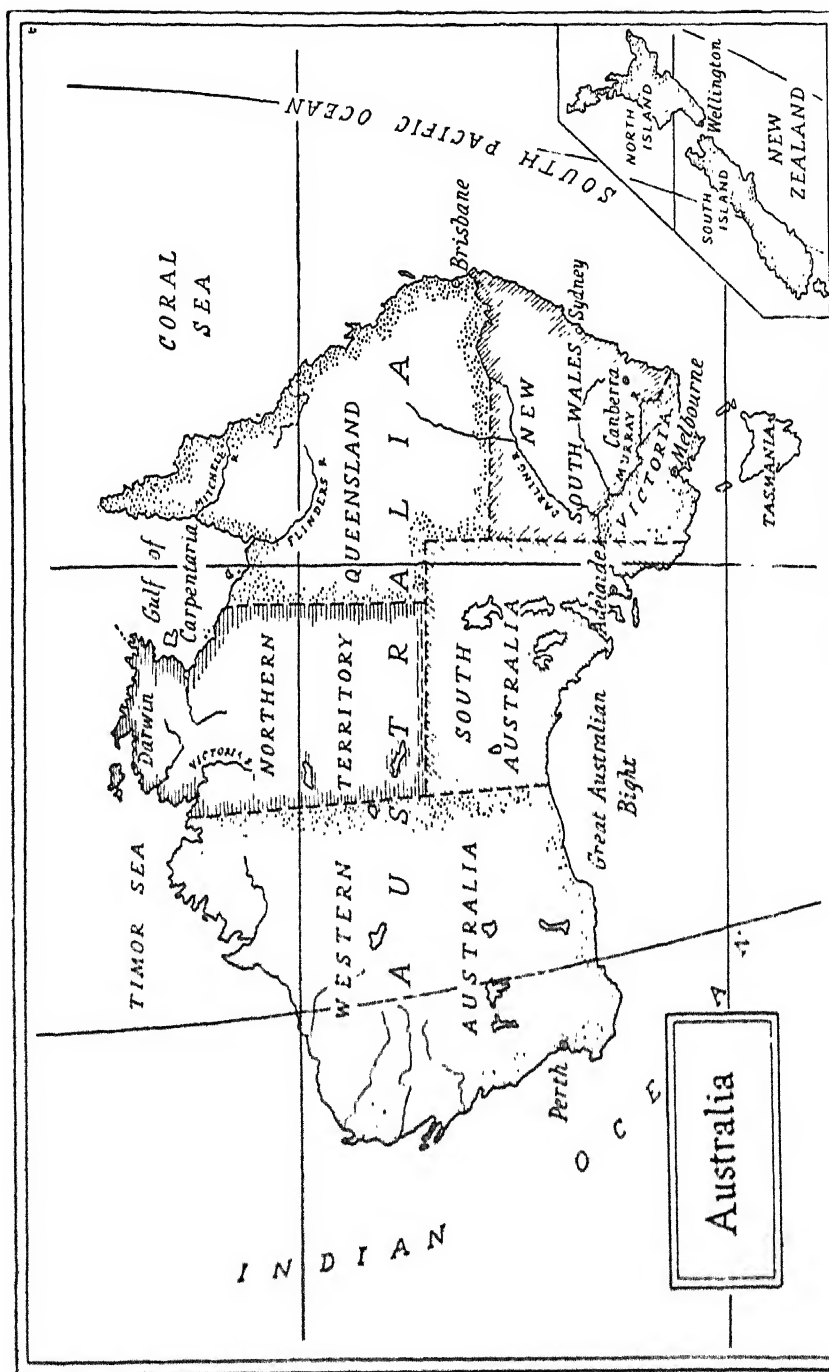 CORAL
SEA
SOUTH PACIFIC OCEAN
TIMOR SEA
Gulf of
Carpentaria
Darwin
VICTORIA R.
MITCHELL
R.
FLINDERS R.
NORTHERN
TERRITORY
QUEENSLAND
WESTERN
AUSTRALIA
AUSTRALIA
SOUTH
AUSTRALIA
Brisbane
NEW
SOUTH WALES
DARLING R.
Sydney
Canberra
MURRAY R.
VICTORIA
Melbourne
Adelaide
TASMANIA
Great Australian
Bight
Perth
INDIAN
OCEAN
NORTH
ISLAND
SOUTH
ISLAND
Wellington
NEW
ZEALAND
Australia